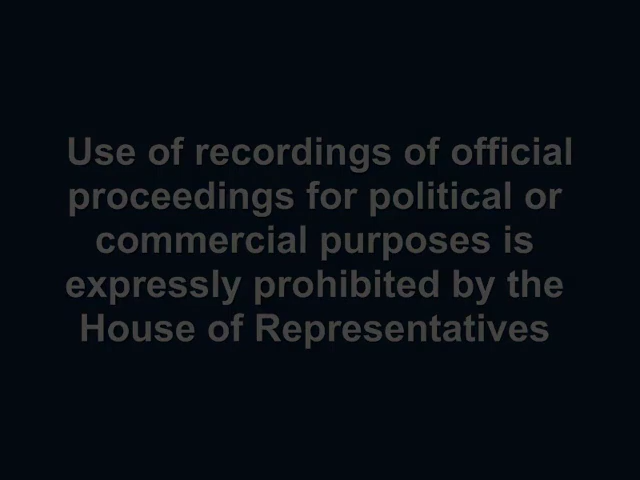 Use of recordings of official
proceedings for political or
commercial purposes is
expressly prohibited by the
House of Representatives